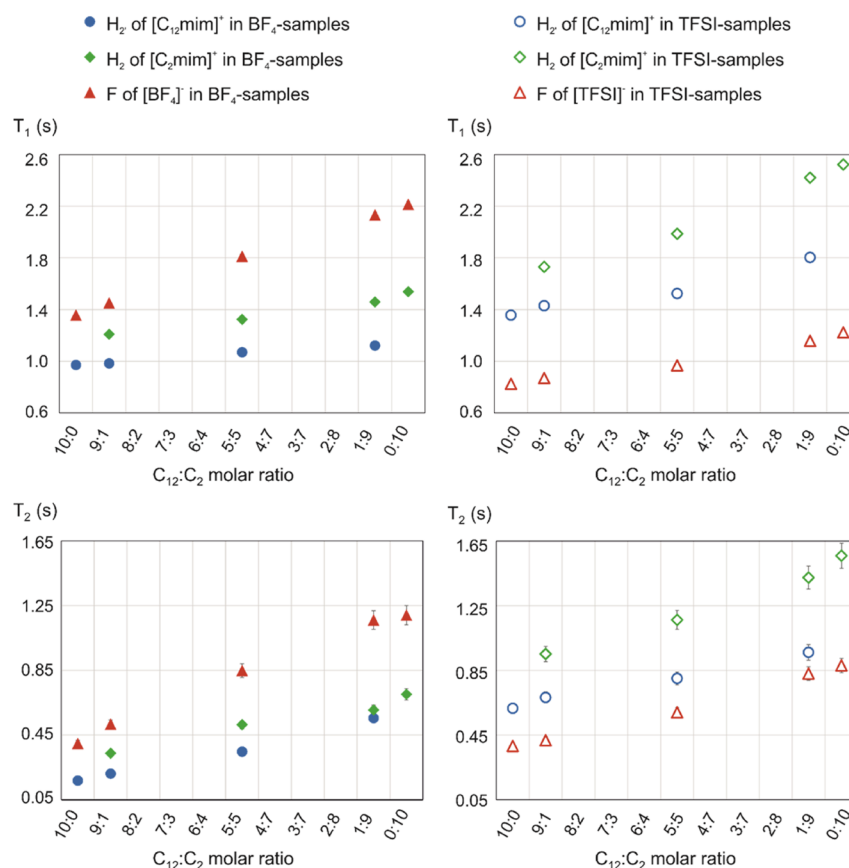 H₂' of [C₁₂mim]⁺ in BF₄-samples
H₂ of [C₂mim]⁺ in BF₄-samples
F of [BF₄]⁻ in BF₄-samples
H₂' of [C₁₂mim]⁺ in TFSI-samples
H₂ of [C₂mim]⁺ in TFSI-samples
F of [TFSI]⁻ in TFSI-samples
T₁ (s)
2.6
2.2
1.8
1.4
1.0
0.6
10:0 9:1 8:2 7:3 6:4 5:5 4:7 3:7 2:8 1:9 0:10
C₁₂:C₂ molar ratio
T₁ (s)
2.6
2.2
1.8
1.4
1.0
0.6
10:0 9:1 8:2 7:3 6:4 5:5 4:7 3:7 2:8 1:9 0:10
C₁₂:C₂ molar ratio
T₂ (s)
1.65
1.25
0.85
0.45
0.05
10:0 9:1 8:2 7:3 6:4 5:5 4:7 3:7 2:8 1:9 0:10
C₁₂:C₂ molar ratio
T₂ (s)
1.65
1.25
0.85
0.45
0.05
10:0 9:1 8:2 7:3 6:4 5:5 4:7 3:7 2:8 1:9 0:10
C₁₂:C₂ molar ratio